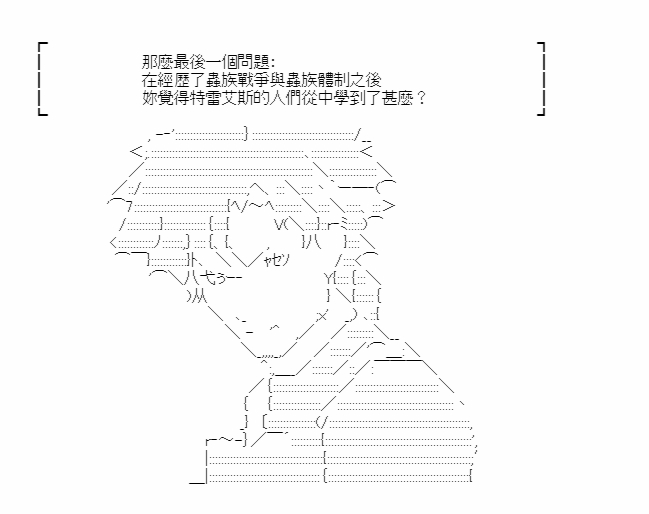 那麼最後一個問題：
在經歷了蟲族戰爭與蟲族體制之後
妳覺得特雷艾斯的人們從中學到了甚麼？